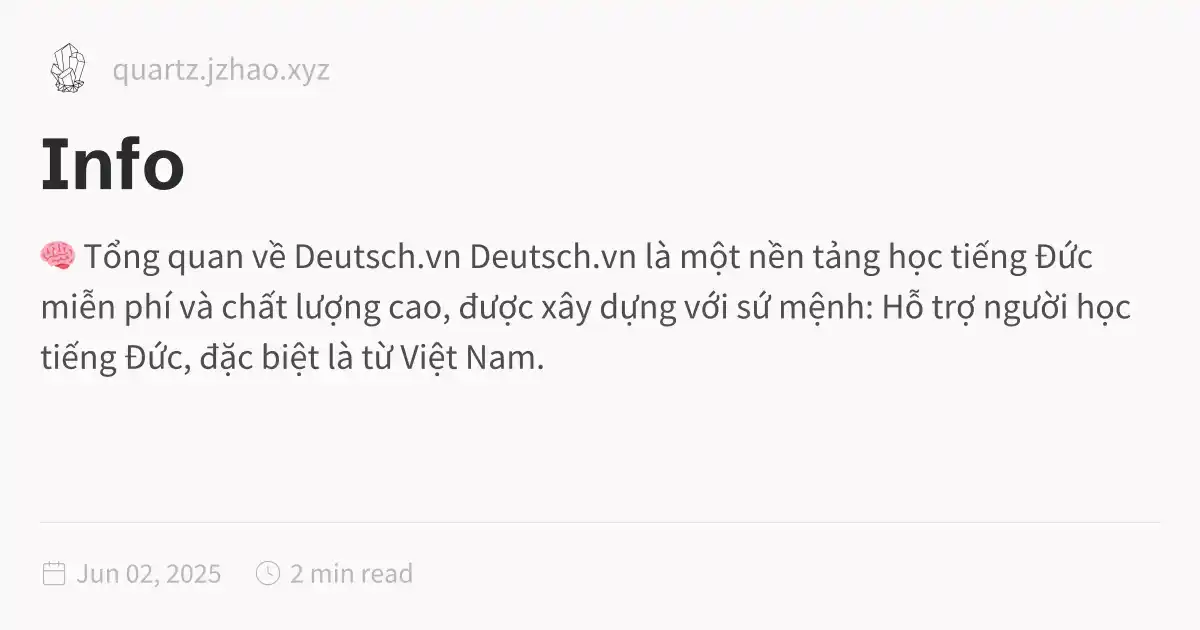 quartz.jzhao.xyz
Info
🧠 Tổng quan về Deutsch.vn Deutsch.vn là một nền tảng học tiếng Đức
miễn phí và chất lượng cao, được xây dựng với sứ mệnh: Hỗ trợ người học
tiếng Đức, đặc biệt là từ Việt Nam.
Jun 02, 2025 2 min read